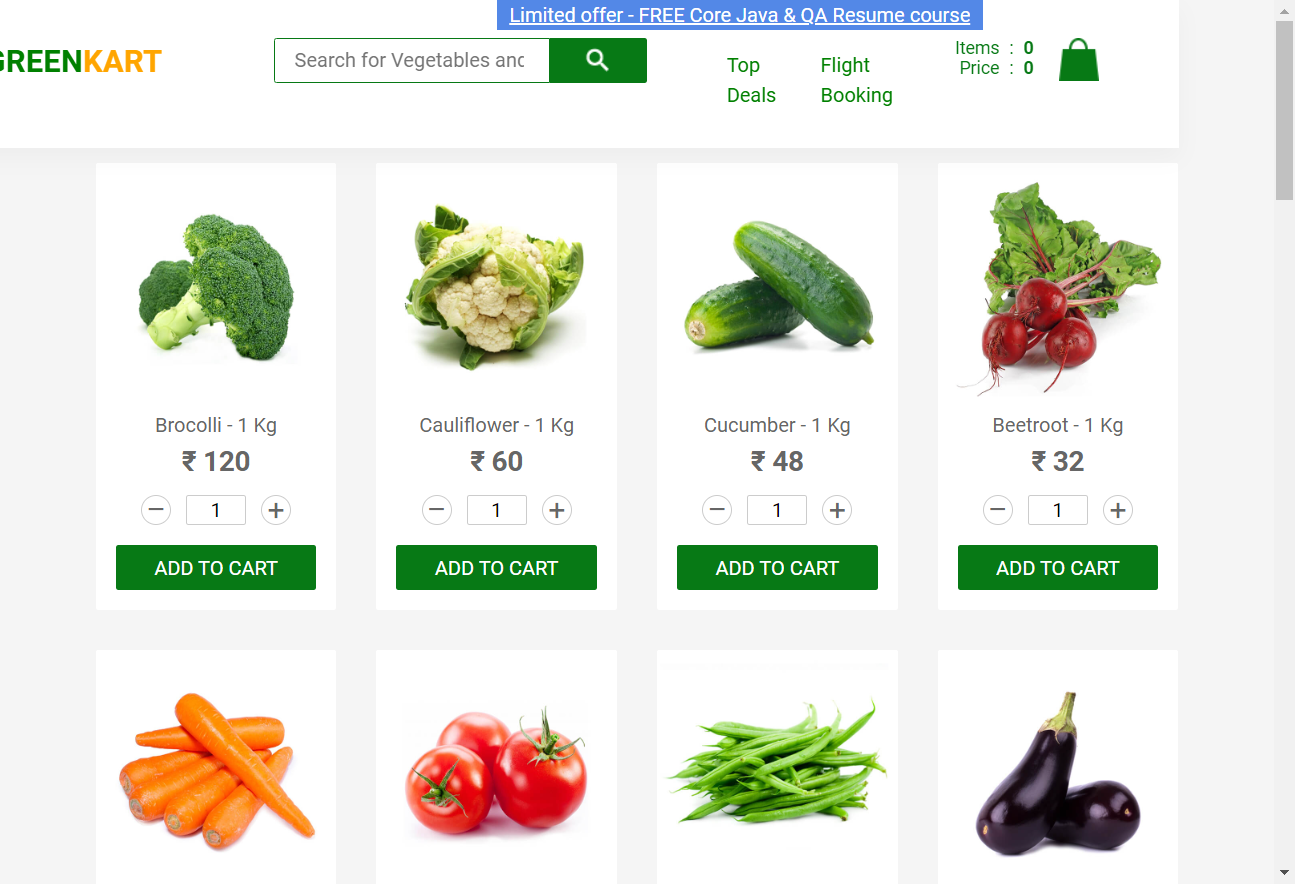 Limited offer - FREE Core Java & QA Resume course
GREENKART
Search for Vegetables and
Top Deals
Flight Booking
Items : 0
Price : 0
Brocolli - 1 Kg
₹ 120
− 1 +
ADD TO CART
Cauliflower - 1 Kg
₹ 60
− 1 +
ADD TO CART
Cucumber - 1 Kg
₹ 48
− 1 +
ADD TO CART
Beetroot - 1 Kg
₹ 32
− 1 +
ADD TO CART